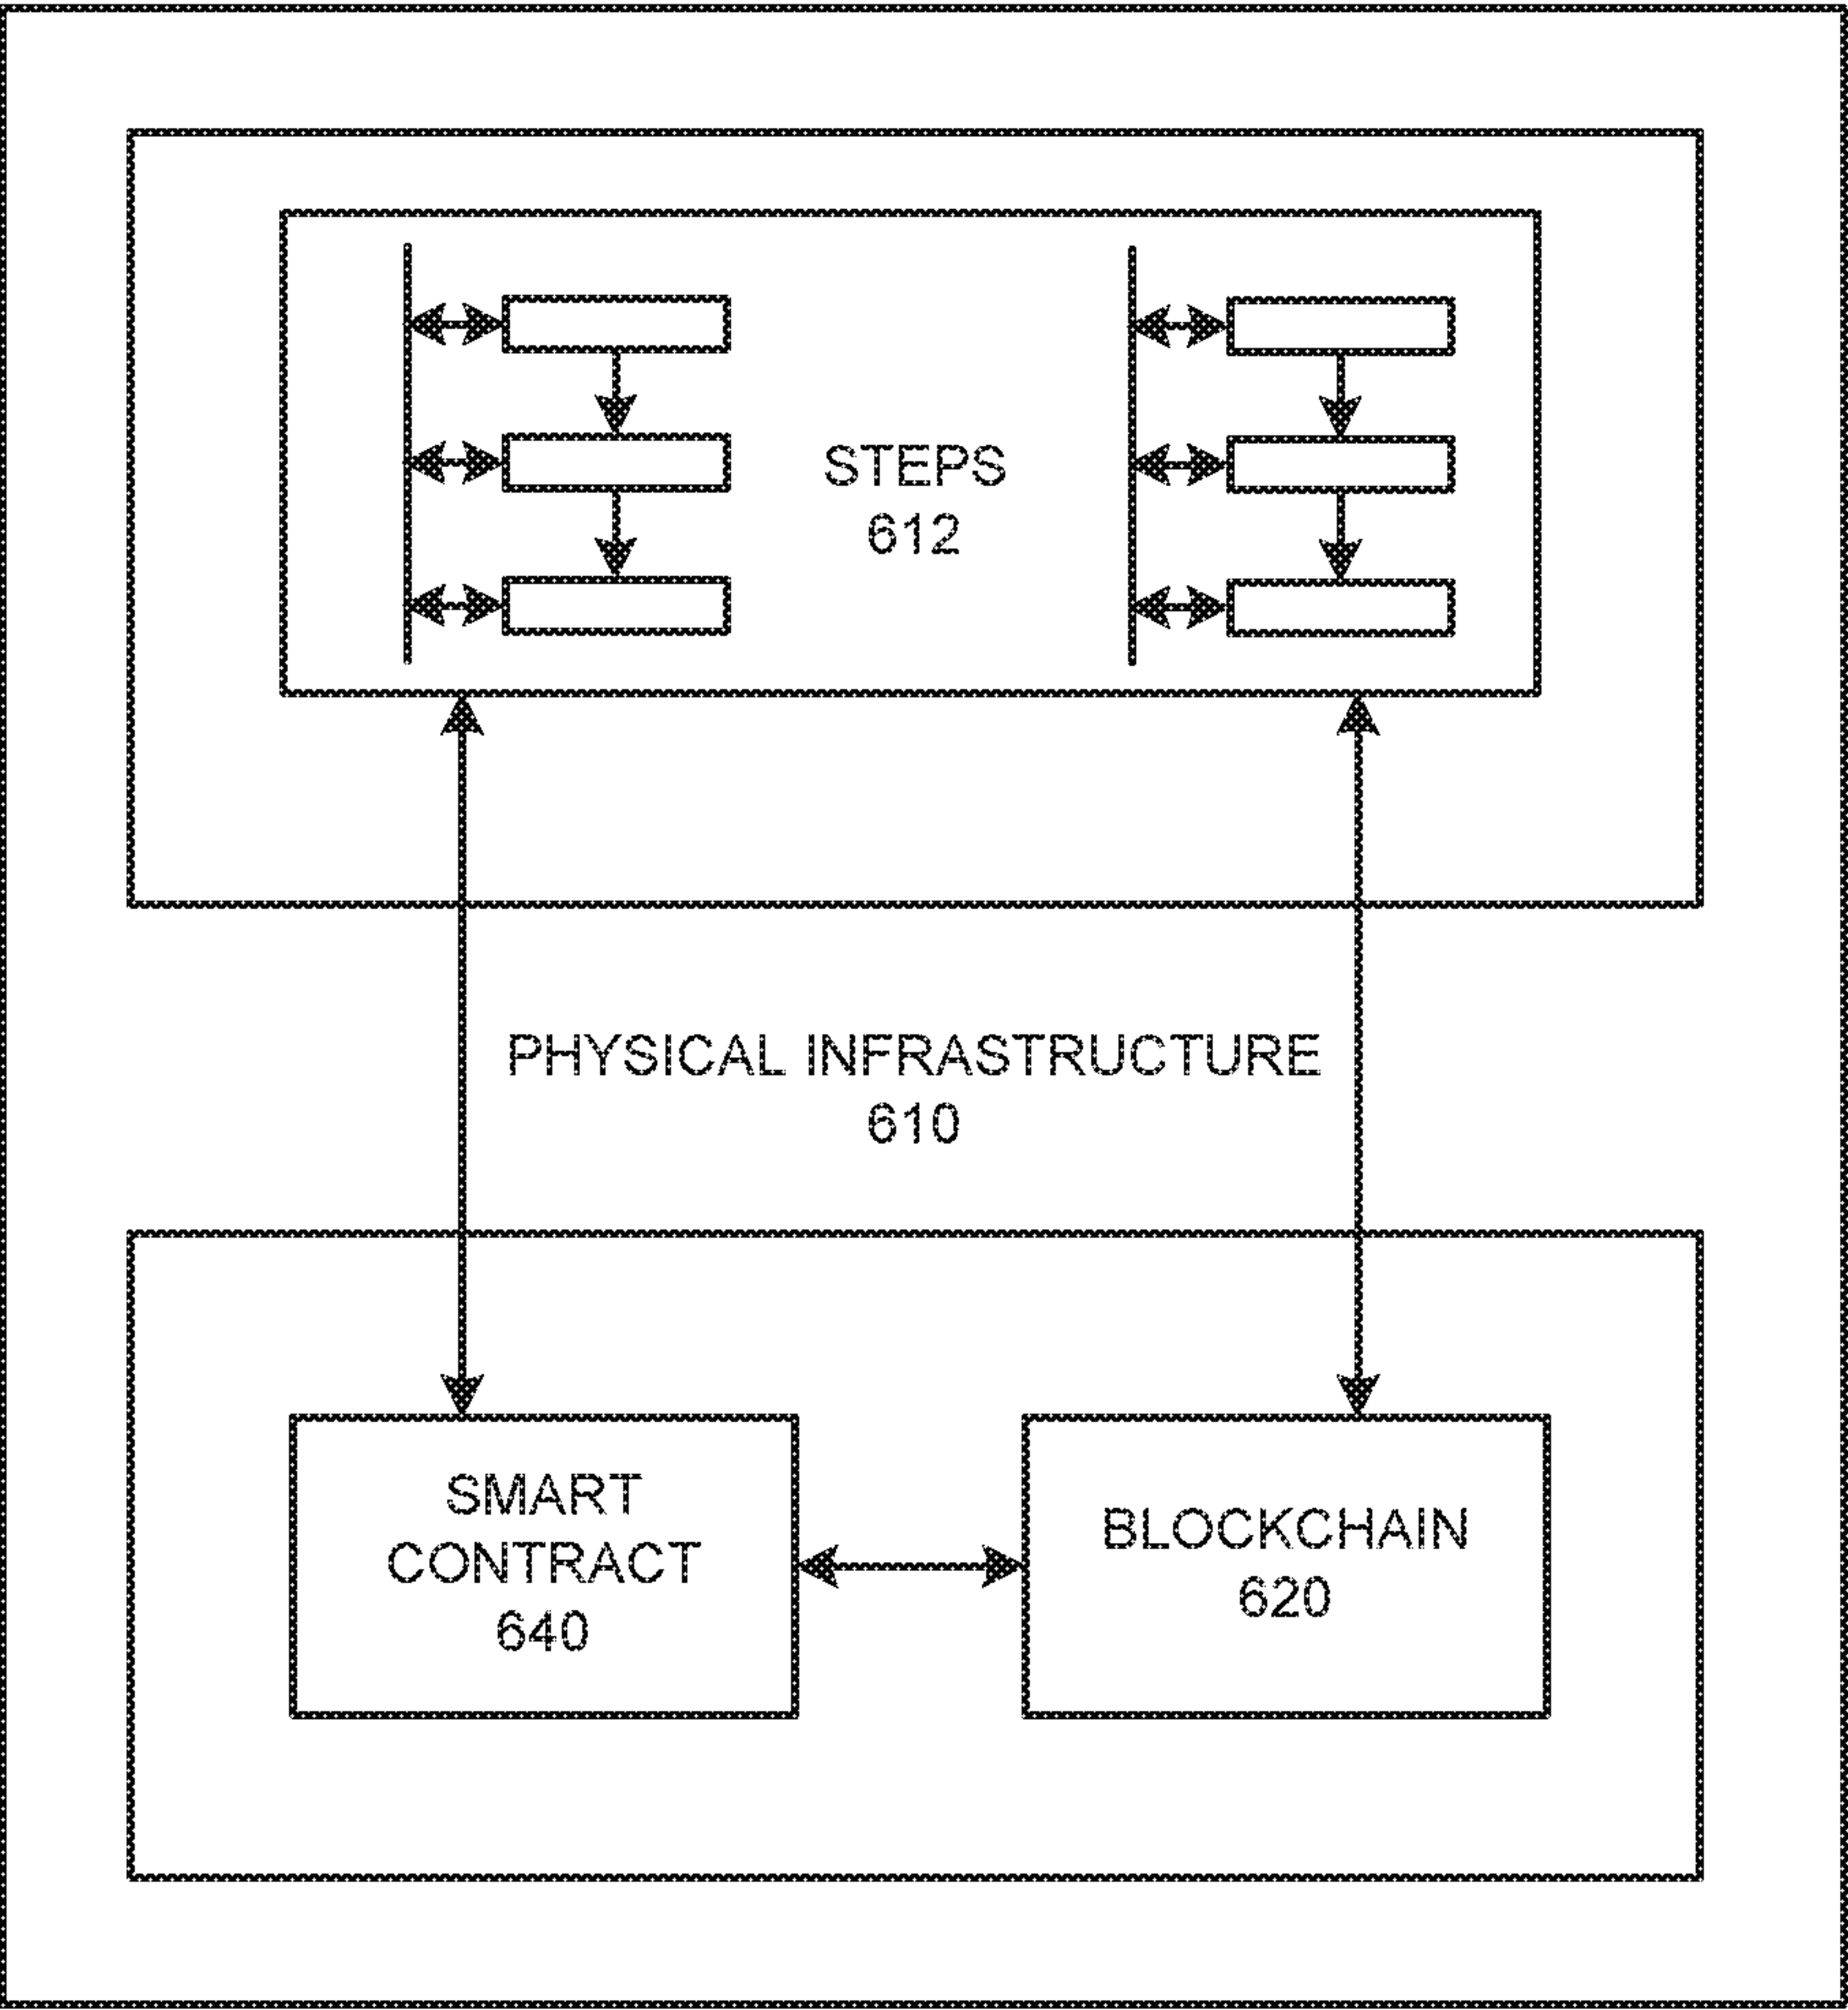 STEPS
612
PHYSICAL INFRASTRUCTURE
610
SMART
CONTRACT
640
BLOCKCHAIN
620